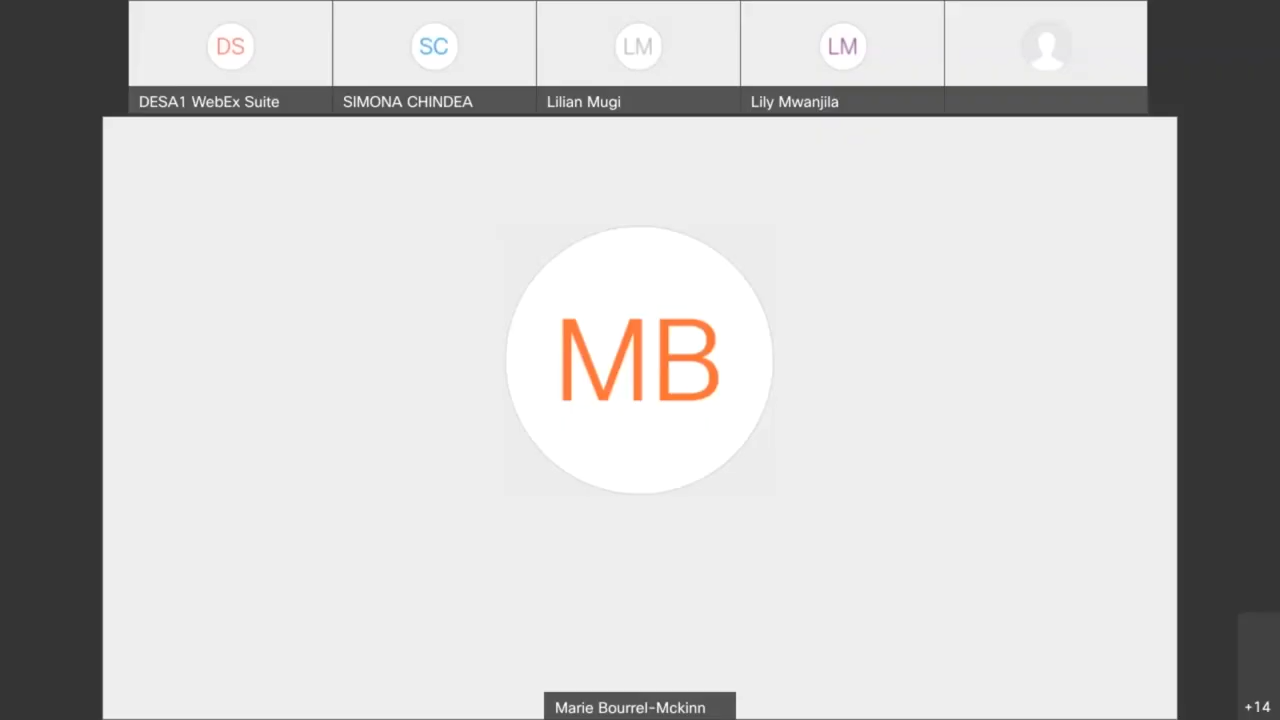 DS
SC
LM
LM
DESA1 WebEx Suite
SIMONA CHINDEA
Lilian Mugi
Lily Mwanjila
MB
Marie Bourrel-Mckinn
+14